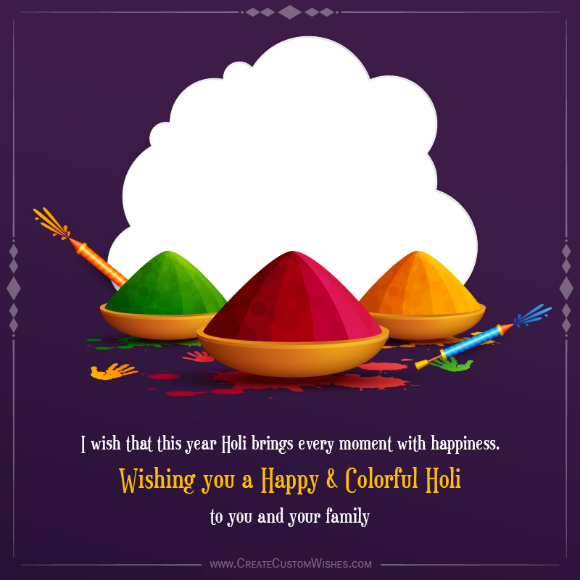 I wish that this year Holi brings every moment with happiness.
Wishing you a Happy & Colorful Holi
to you and your family
www.CreateCustomWishes.com